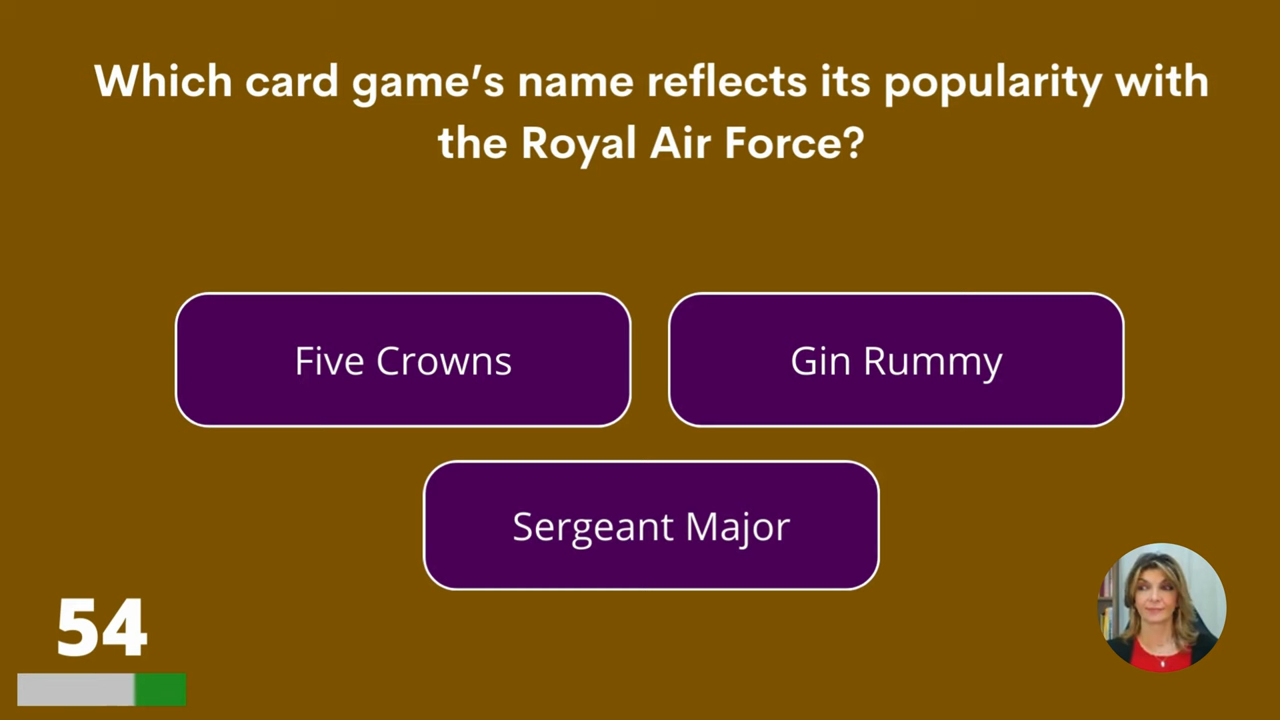 Which card game’s name reflects its popularity with
the Royal Air Force?
Five Crowns
Gin Rummy
Sergeant Major
54